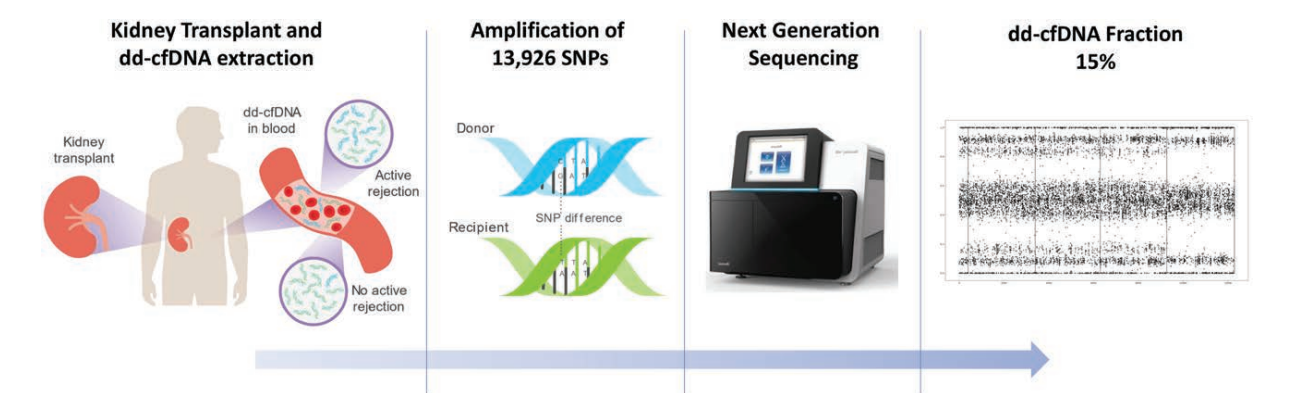 Kidney Transplant and
dd-cfDNA extraction
Amplification of
13,926 SNPs
Next Generation
Sequencing
dd-cfDNA Fraction
15%
dd-cfDNA
in blood
Kidney
transplant
Active
rejection
No active
rejection
Donor
C T A
G A T
SNP difference
Recipient
T T A
A A T